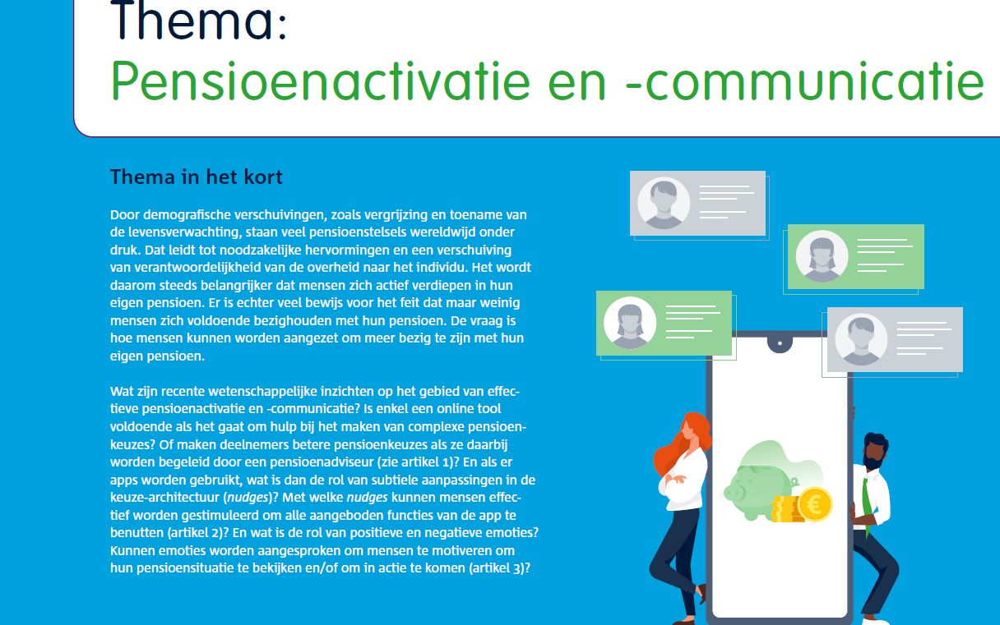 Thema:
Pensioenactivatie en -communicatie
Thema in het kort
Door demografische verschuivingen, zoals vergrijzing en toename van
de levensverwachting, staan veel pensioenstelsels wereldwijd onder
druk. Dat leidt tot noodzakelijke hervormingen en een verschuiving
van verantwoordelijkheid van de overheid naar het individu. Het wordt
daarom steeds belangrijker dat mensen zich actief verdiepen in hun
eigen pensioen. Er is echter veel bewijs voor het feit dat maar weinig
mensen zich voldoende bezighouden met hun pensioen. De vraag is
hoe mensen kunnen worden aangezet om meer bezig te zijn met hun
eigen pensioen.
Wat zijn recente wetenschappelijke inzichten op het gebied van effec-
tieve pensioenactivatie en -communicatie? Is enkel een online tool
voldoende als het gaat om hulp bij het maken van complexe pensioen-
keuzes? Of maken deelnemers betere pensioenkeuzes als ze daarbij
worden begeleid door een pensioenadviseur (zie artikel 1)? En als er
apps worden gebruikt, wat is dan de rol van subtiele aanpassingen in de
keuze-architectuur (nudges)? Met welke nudges kunnen mensen effec-
tief worden gestimuleerd om alle aangeboden functies van de app te
benutten (artikel 2)? En wat is de rol van positieve en negatieve emoties?
Kunnen emoties worden aangesproken om mensen te motiveren om
hun pensioensituatie te bekijken en/of om in actie te komen (artikel 3)?
€